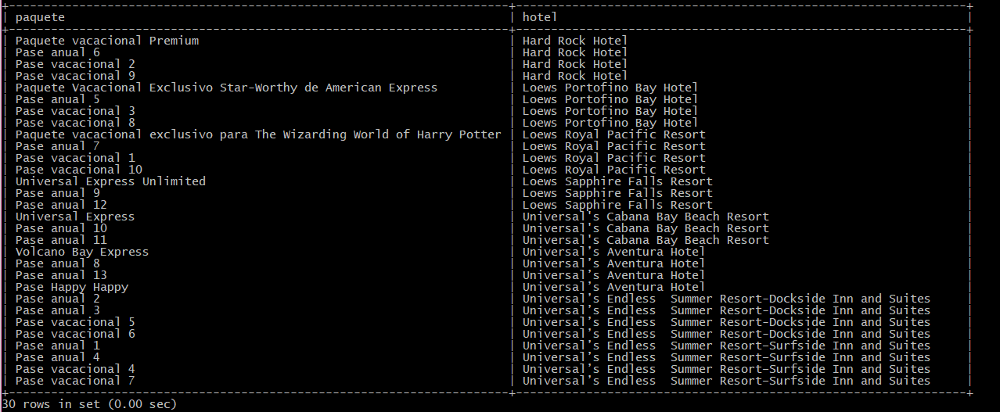 +-----------------------------------------------------------------------+----------------------------------------------------------------+
| paquete | hotel |
+-----------------------------------------------------------------------+----------------------------------------------------------------+
| Paquete vacacional Premium | Hard Rock Hotel |
| Pase anual 6 | Hard Rock Hotel |
| Pase vacacional 2 | Hard Rock Hotel |
| Pase vacacional 9 | Hard Rock Hotel |
| Paquete Vacacional Exclusivo Star-Worthy de American Express | Loews Portofino Bay Hotel |
| Pase anual 5 | Loews Portofino Bay Hotel |
| Pase vacacional 3 | Loews Portofino Bay Hotel |
| Pase vacacional 8 | Loews Portofino Bay Hotel |
| Paquete vacacional exclusivo para The Wizarding World of Harry Potter | Loews Royal Pacific Resort |
| Pase anual 7 | Loews Royal Pacific Resort |
| Pase vacacional 1 | Loews Royal Pacific Resort |
| Pase vacacional 10 | Loews Royal Pacific Resort |
| Universal Express Unlimited | Loews Sapphire Falls Resort |
| Pase anual 9 | Loews Sapphire Falls Resort |
| Pase anual 12 | Loews Sapphire Falls Resort |
| Universal Express | Universal's Cabana Bay Beach Resort |
| Pase anual 10 | Universal's Cabana Bay Beach Resort |
| Pase anual 11 | Universal's Cabana Bay Beach Resort |
| Volcano Bay Express | Universal’s Aventura Hotel |
| Pase anual 8 | Universal’s Aventura Hotel |
| Pase anual 13 | Universal’s Aventura Hotel |
| Pase Happy Happy | Universal’s Aventura Hotel |
| Pase anual 2 | Universal’s Endless  Summer Resort–Dockside Inn and Suites |
| Pase anual 3 | Universal’s Endless  Summer Resort–Dockside Inn and Suites |
| Pase vacacional 5 | Universal’s Endless  Summer Resort–Dockside Inn and Suites |
| Pase vacacional 6 | Universal’s Endless  Summer Resort–Dockside Inn and Suites |
| Pase anual 1 | Universal’s Endless  Summer Resort–Surfside Inn and Suites |
| Pase anual 4 | Universal’s Endless  Summer Resort–Surfside Inn and Suites |
| Pase vacacional 4 | Universal’s Endless  Summer Resort–Surfside Inn and Suites |
| Pase vacacional 7 | Universal’s Endless  Summer Resort–Surfside Inn and Suites |
+-----------------------------------------------------------------------+----------------------------------------------------------------+
30 rows in set (0.00 sec)